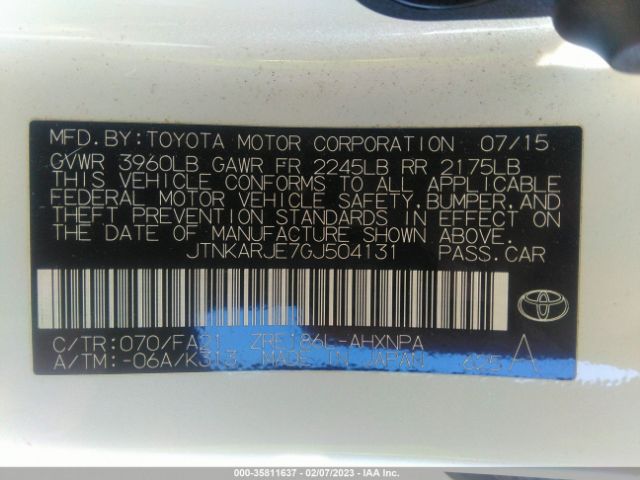 MFD.BY:TOYOTA MOTOR CORPORATION 07/15
GVWR 3960LB GAWR FR 2245LB RR 2175LB
THIS VEHICLE CONFORMS TO ALL APPLICABLE
FEDERAL MOTOR VEHICLE SAFETY,BUMPER,AND
THEFT PREVENTION STANDARDS IN EFFECT ON
THE DATE OF MANUFACTURE SHOWN ABOVE.
JTNKARJE7GJ504131 PASS.CAR
C/TR:070/FA21 ZRE186L-AHXNPA
A/TM:-06A/K313 MADE IN JAPAN 625 A
000-35811637 - 02/07/2023 - IAAI.COM